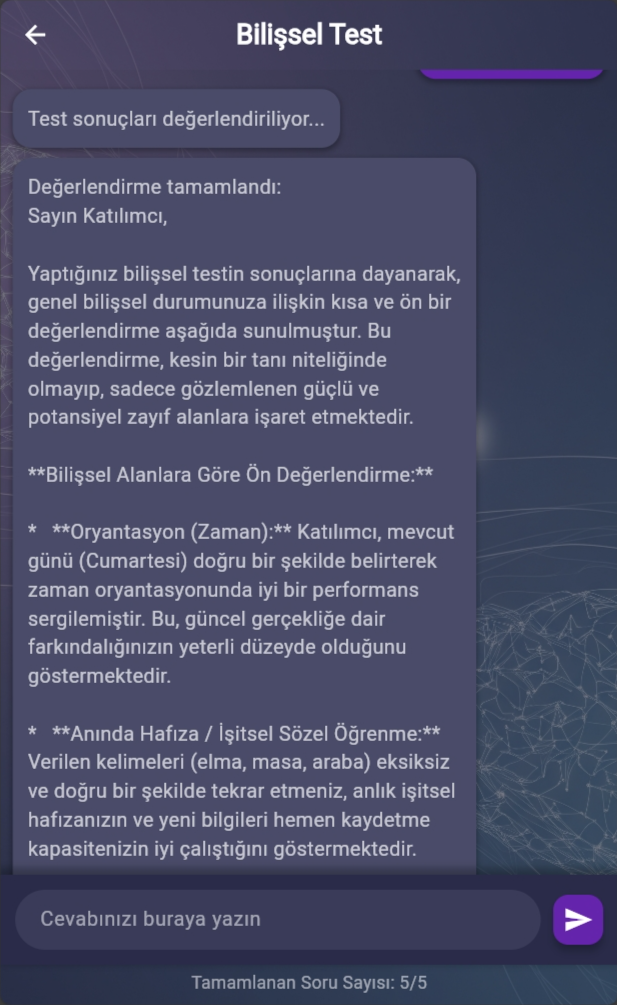 Bilişsel Test
Test sonuçları değerlendiriliyor...
Değerlendirme tamamlandı:
Sayın Katılımcı,
Yaptığınız bilişsel testin sonuçlarına dayanarak,
genel bilişsel durumunuza ilişkin kısa ve ön bir
değerlendirme aşağıda sunulmuştur. Bu
değerlendirme, kesin bir tanı niteliğinde
olmayıp, sadece gözlemlenen güçlü ve
potansiyel zayıf alanlara işaret etmektedir.
**Bilişsel Alanlara Göre Ön Değerlendirme:**
* **Oryantasyon (Zaman):** Katılımcı, mevcut
günü (Cumartesi) doğru bir şekilde belirterek
zaman oryantasyonunda iyi bir performans
sergilemiştir. Bu, güncel gerçekliğe dair
farkındalığınızın yeterli düzeyde olduğunu
göstermektedir.
* **Anında Hafıza / İşitsel Sözel Öğrenme:**
Verilen kelimeleri (elma, masa, araba) eksiksiz
ve doğru bir şekilde tekrar etmeniz, anlık işitsel
hafızanızın ve yeni bilgileri hemen kaydetme
kapasitenizin iyi çalıştığını göstermektedir.
Cevabınızı buraya yazın
Tamamlanan Soru Sayısı: 5/5